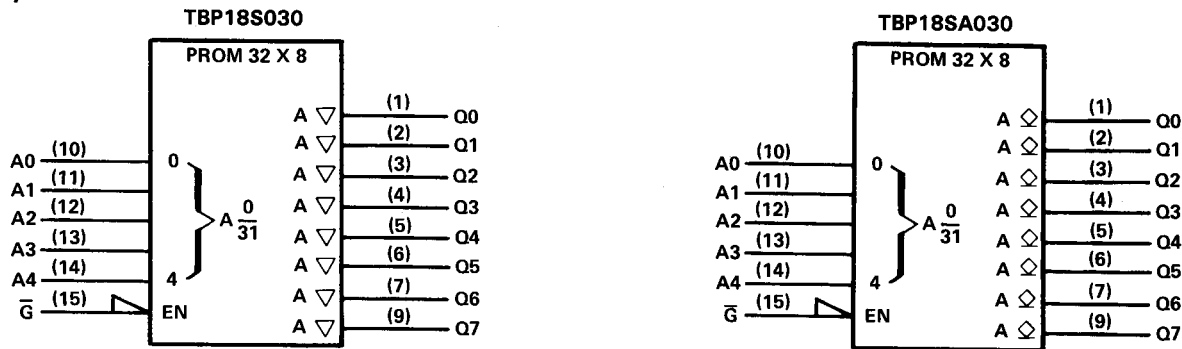 TBP18S030
PROM 32 X 8
A ▽ (1) Q0
A ▽ (2) Q1
A0 (10) 0 A ▽ (3) Q2
A1 (11) A ▽ (4) Q3
A2 (12) A 0/31 A ▽ (5) Q4
A3 (13) A ▽ (6) Q5
A4 (14) 4 A ▽ (7) Q6
G̅ (15) EN A ▽ (9) Q7
TBP18SA030
PROM 32 X 8
A ◇ (1) Q0
A ◇ (2) Q1
A0 (10) 0 A ◇ (3) Q2
A1 (11) A ◇ (4) Q3
A2 (12) A 0/31 A ◇ (5) Q4
A3 (13) A ◇ (6) Q5
A4 (14) 4 A ◇ (7) Q6
G̅ (15) EN A ◇ (9) Q7